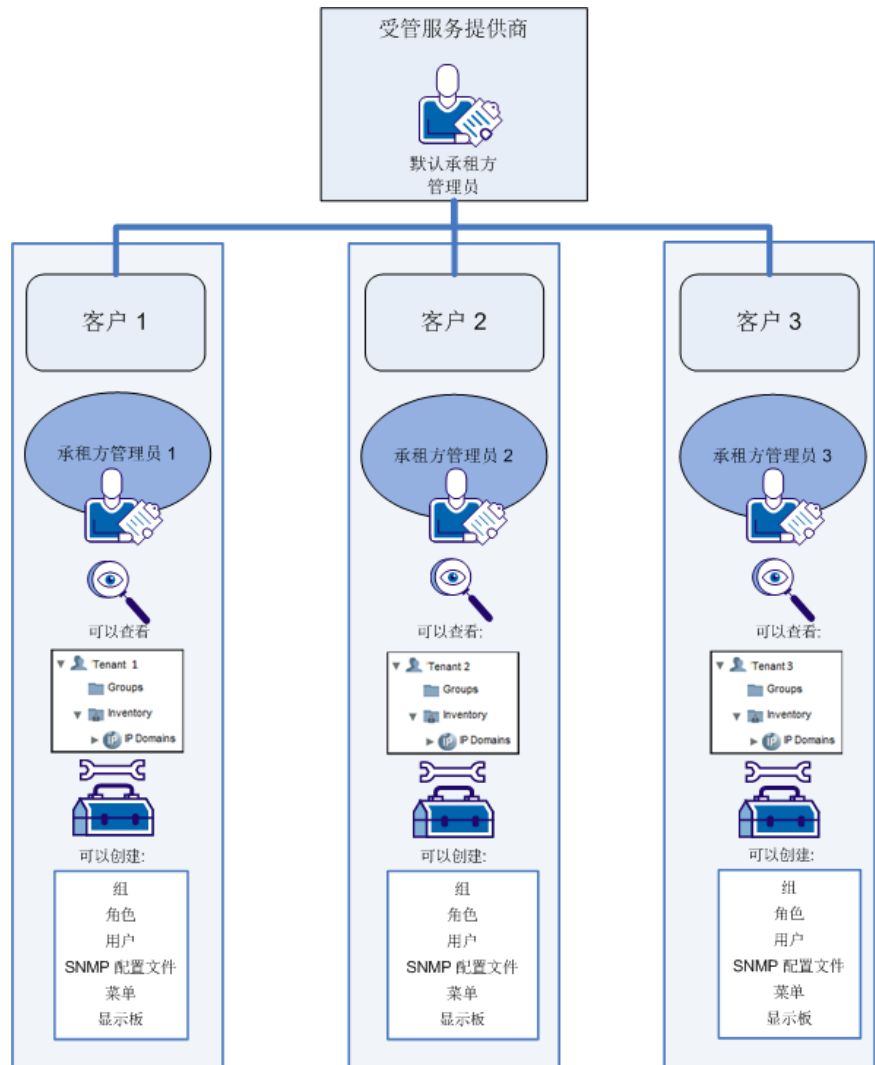 受管服务提供商
默认承租方
管理员
客户 1
承租方管理员 1
可以查看
Tenant 1
Groups
Inventory
IP IP Domains
可以创建:
组
角色
用户
SNMP 配置文件
菜单
显示板
客户 2
承租方管理员 2
可以查看:
Tenant 2
Groups
Inventory
IP IP Domains
可以创建:
组
角色
用户
SNMP 配置文件
菜单
显示板
客户 3
承租方管理员 3
可以查看:
Tenant 3
Groups
Inventory
IP IP Domains
可以创建:
组
角色
用户
SNMP 配置文件
菜单
显示板